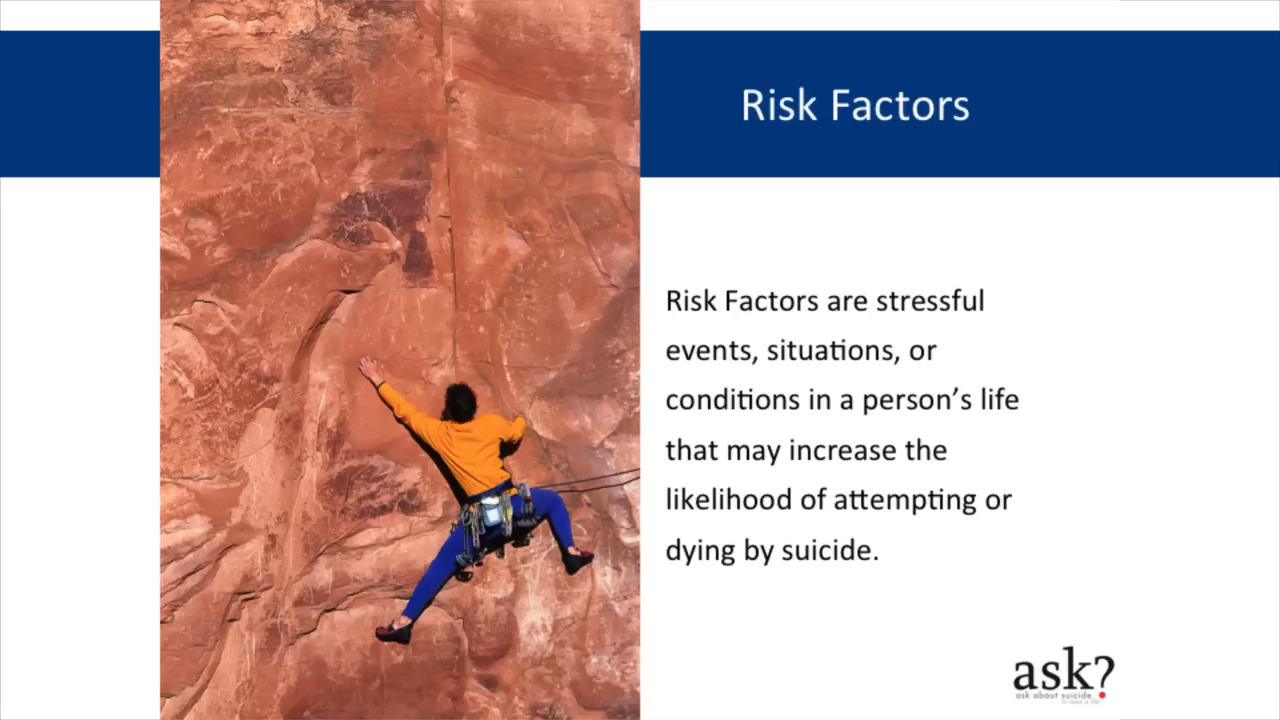 Risk Factors
Risk Factors are stressful
events, situations, or
conditions in a person’s life
that may increase the
likelihood of attempting or
dying by suicide.
ask?
ask about suicide